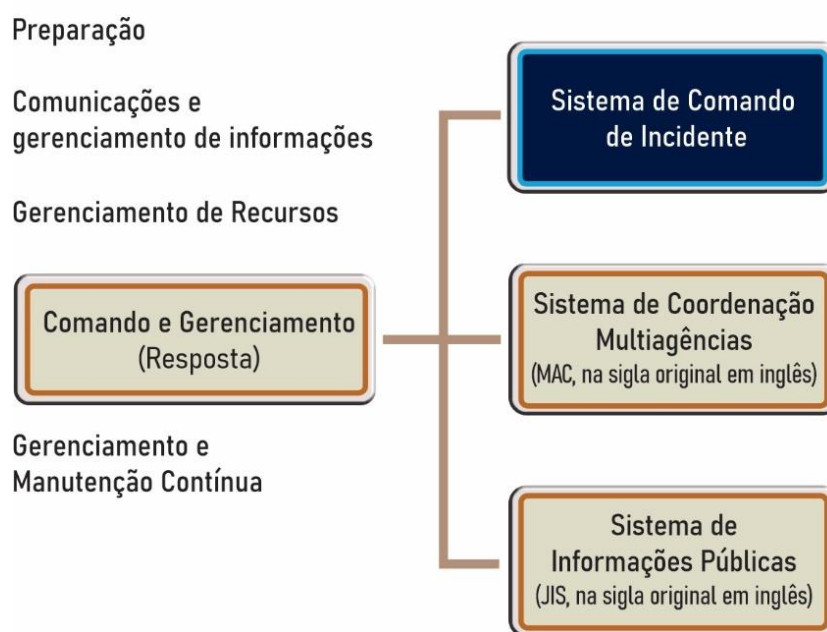 Preparação
Comunicações e
gerenciamento de informações
Gerenciamento de Recursos
Comando e Gerenciamento
(Resposta)
Gerenciamento e
Manutenção Contínua
Sistema de Comando
de Incidente
Sistema de Coordenação
Multiagências
(MAC, na sigla original em inglês)
Sistema de
Informações Públicas
(JIS, na sigla original em inglês)